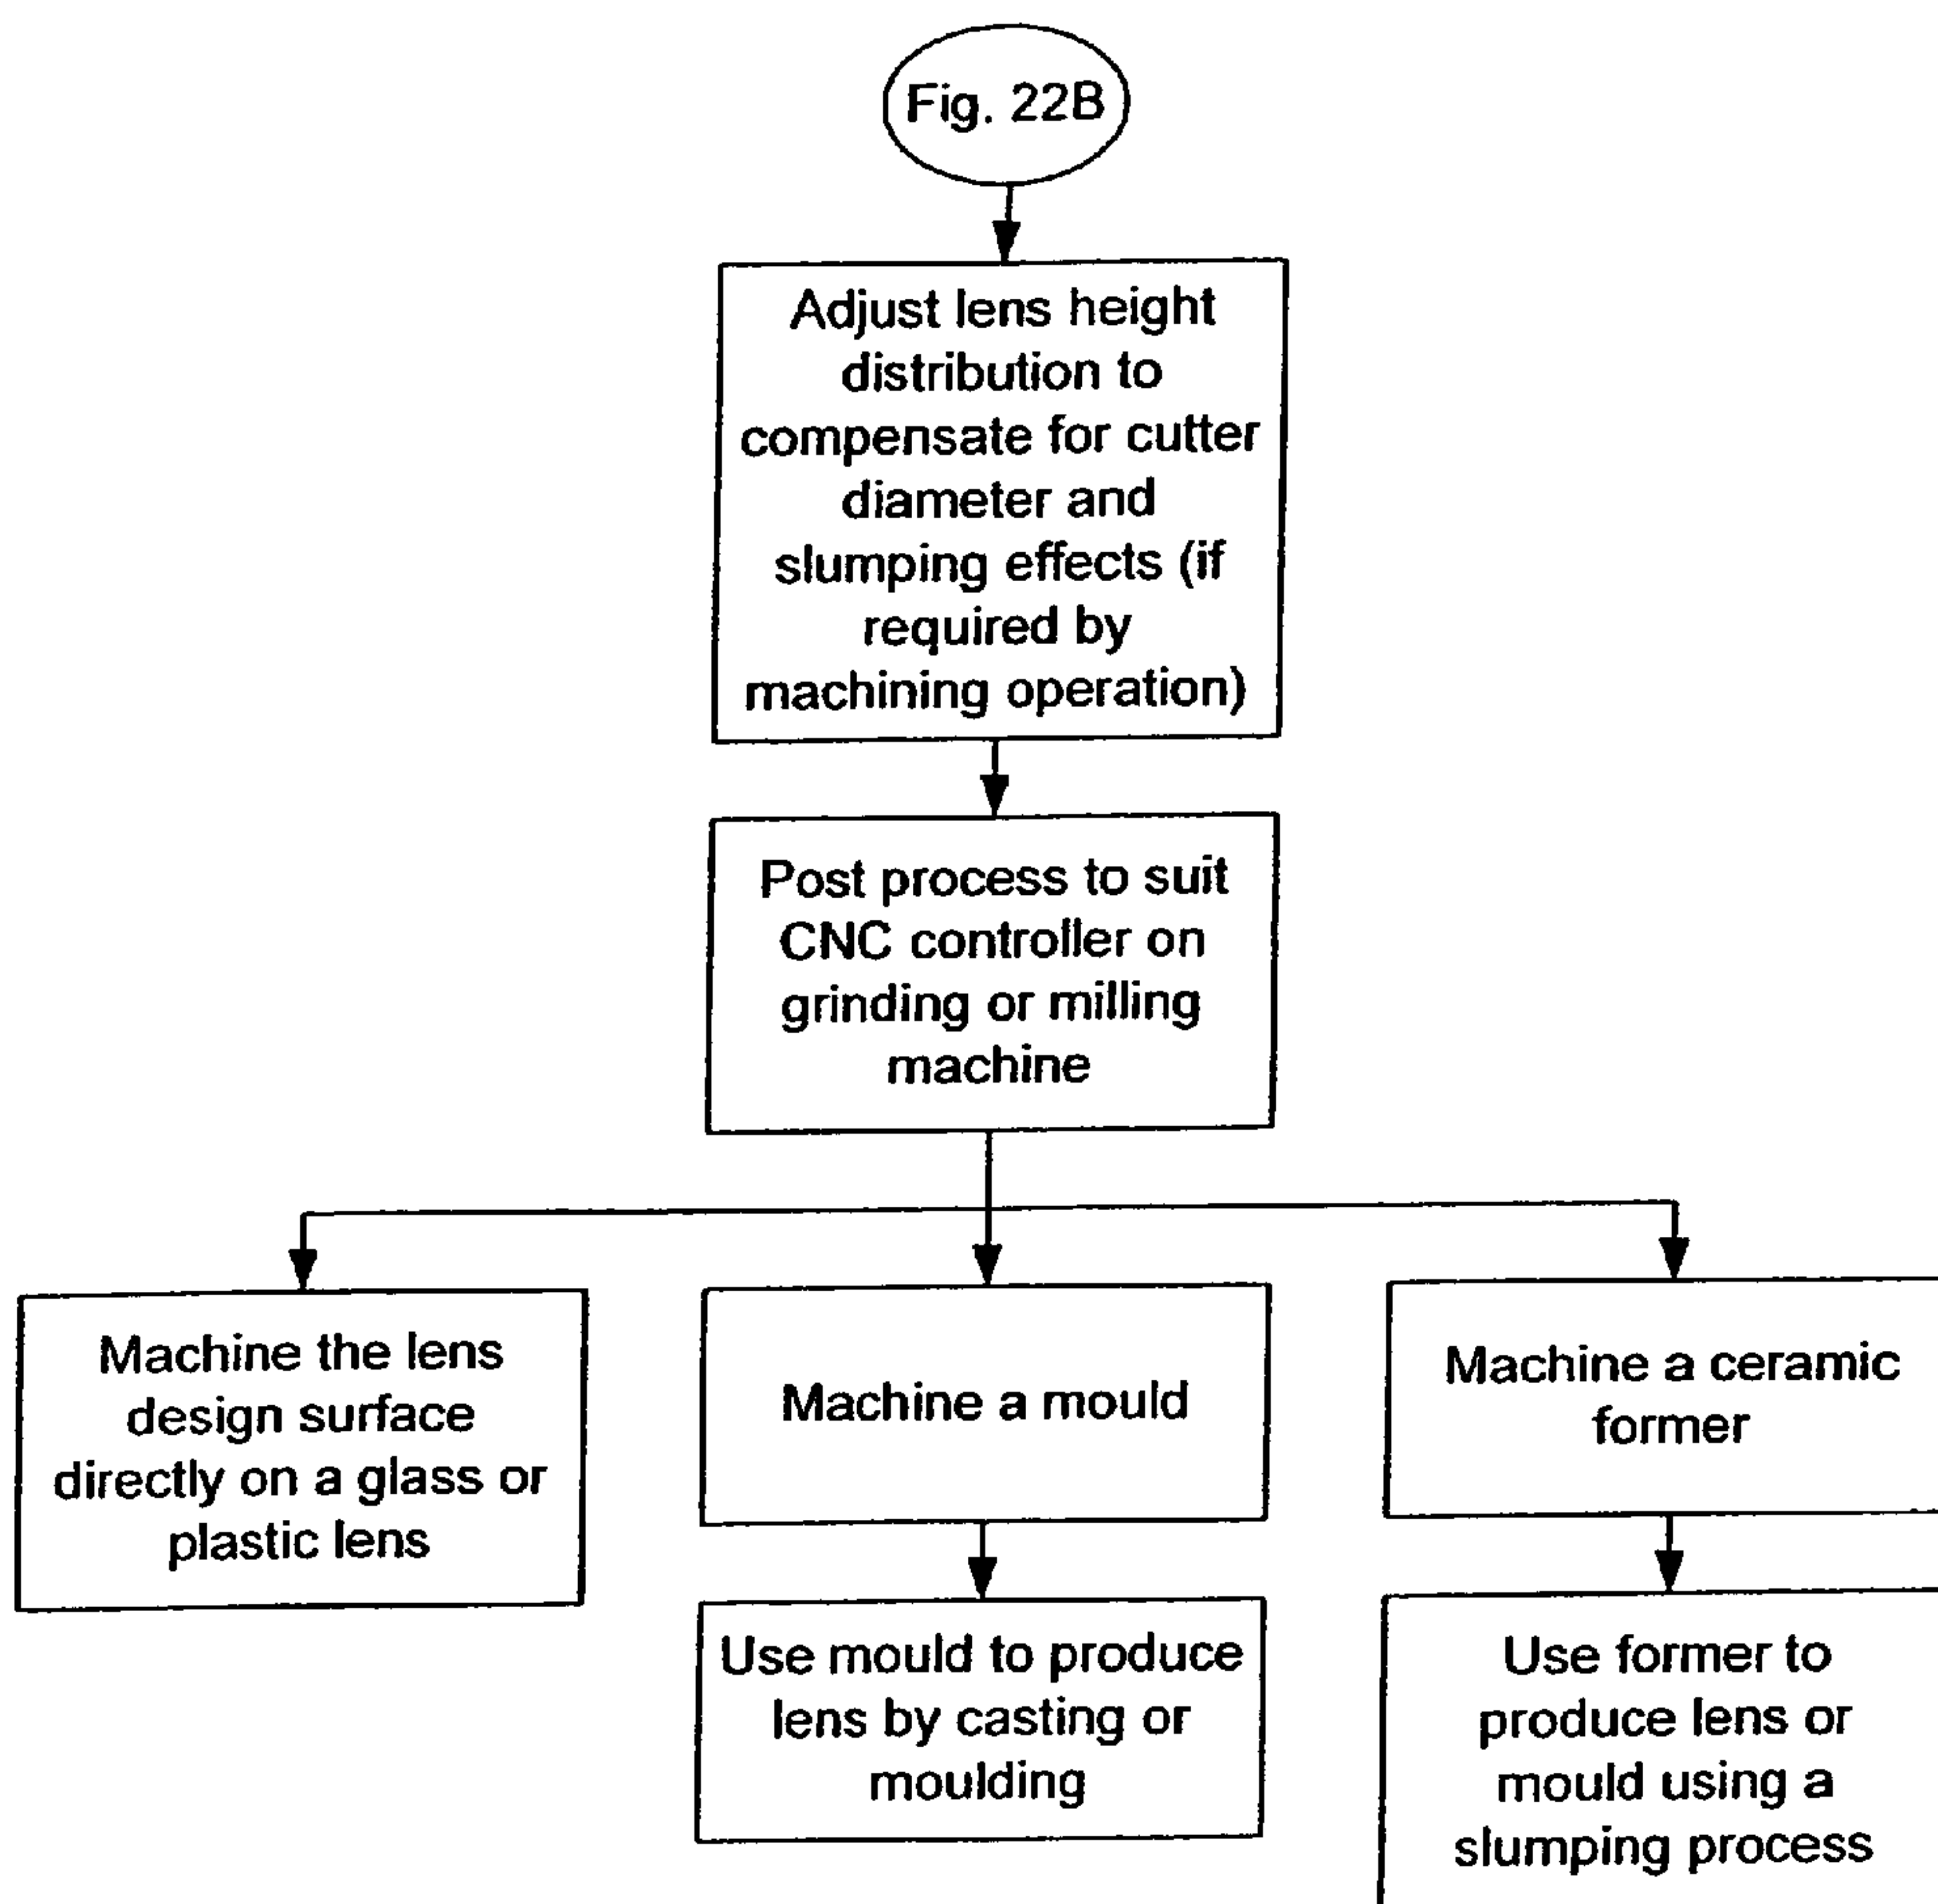 Fig. 22B
Adjust lens height
distribution to
compensate for cutter
diameter and
slumping effects (if
required by
machining operation)
Post process to suit
CNC controller on
grinding or milling
machine
Machine the lens
design surface
directly on a glass or
plastic lens
Machine a mould
Machine a ceramic
former
Use mould to produce
lens by casting or
moulding
Use former to
produce lens or
mould using a
slumping process